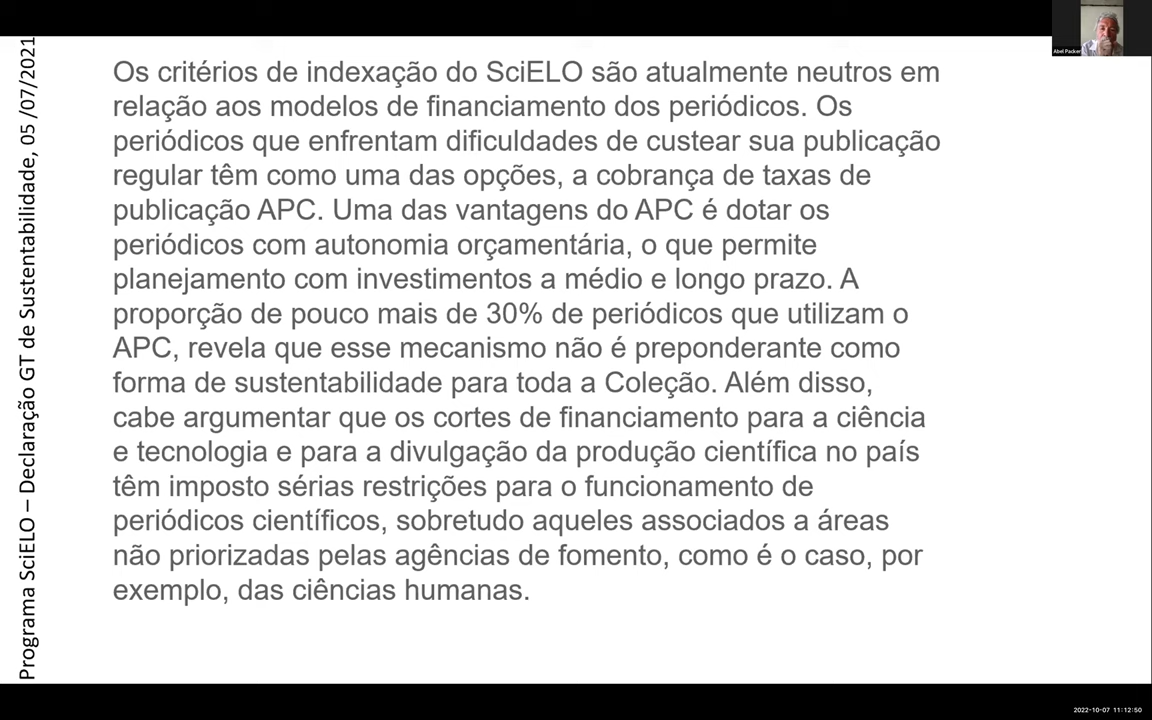 Programa SciELO – Declaração GT de Sustentabilidade, 05 /07/2021
Os critérios de indexação do SciELO são atualmente neutros em
relação aos modelos de financiamento dos periódicos. Os
periódicos que enfrentam dificuldades de custear sua publicação
regular têm como uma das opções, a cobrança de taxas de
publicação APC. Uma das vantagens do APC é dotar os
periódicos com autonomia orçamentária, o que permite
planejamento com investimentos a médio e longo prazo. A
proporção de pouco mais de 30% de periódicos que utilizam o
APC, revela que esse mecanismo não é preponderante como
forma de sustentabilidade para toda a Coleção. Além disso,
cabe argumentar que os cortes de financiamento para a ciência
e tecnologia e para a divulgação da produção científica no país
têm imposto sérias restrições para o funcionamento de
periódicos científicos, sobretudo aqueles associados a áreas
não priorizadas pelas agências de fomento, como é o caso, por
exemplo, das ciências humanas.
Abel Packer
2022-10-07 11:12:50